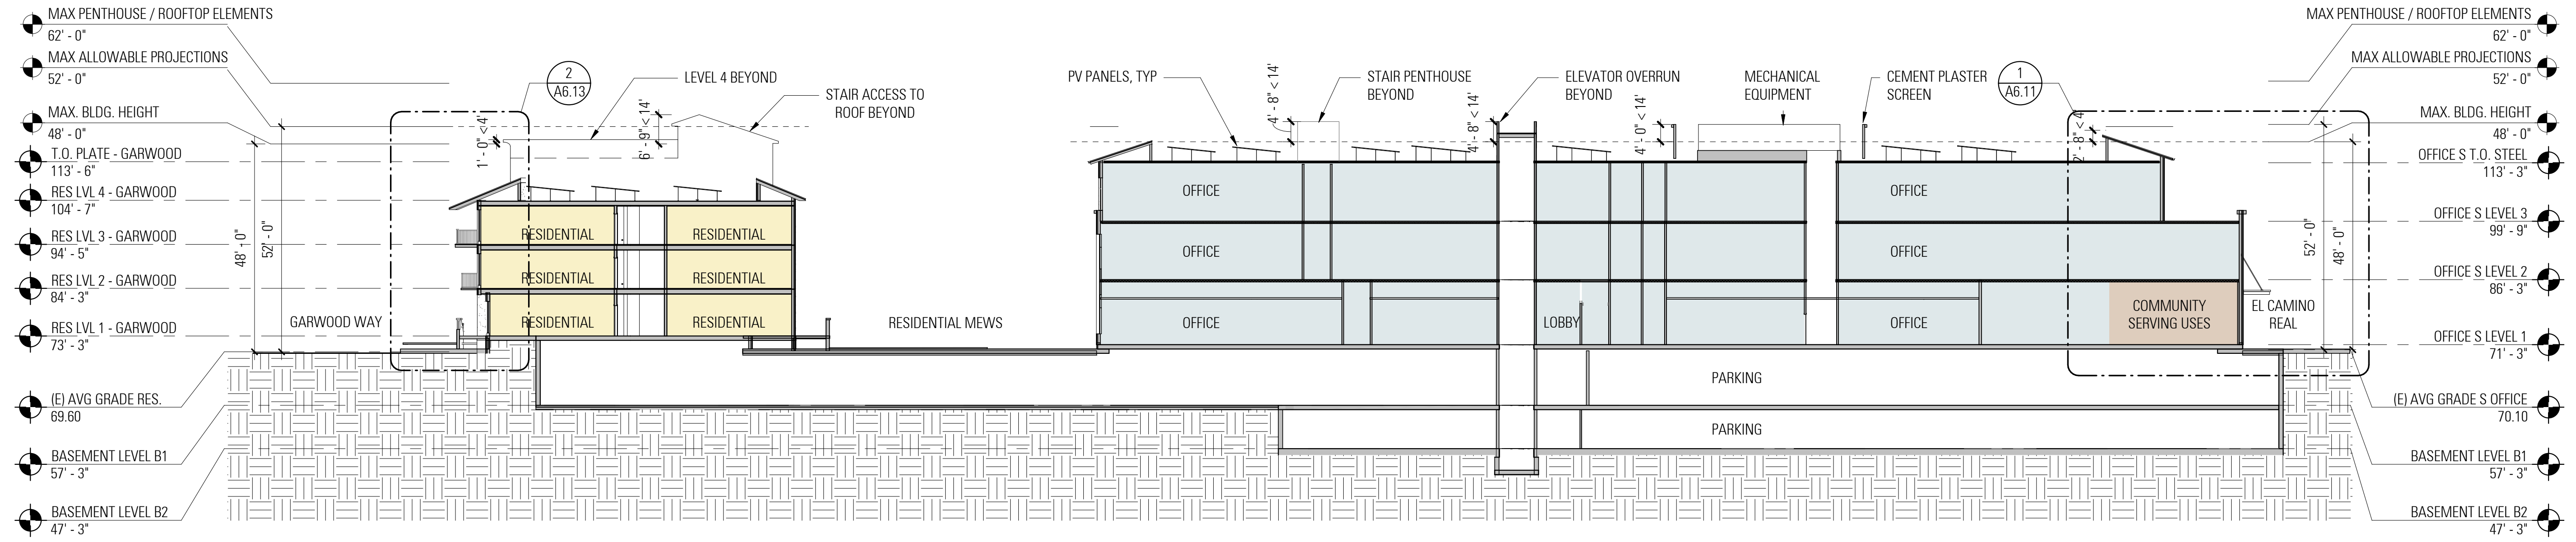 MAX PENTHOUSE / ROOFTOP ELEMENTS
62' - 0"
MAX ALLOWABLE PROJECTIONS
52' - 0"
MAX. BLDG. HEIGHT
48' - 0"
T.O. PLATE - GARWOOD
113' - 6"
RES LVL 4 - GARWOOD
104' - 7"
RES LVL 3 - GARWOOD
94' - 5"
RES LVL 2 - GARWOOD
84' - 3"
RES LVL 1 - GARWOOD
73' - 3"
(E) AVG GRADE RES.
69.60
BASEMENT LEVEL B1
57' - 3"
BASEMENT LEVEL B2
47' - 3"
48' - 0"
52' - 0"
GARWOOD WAY
2
A6.13
1' - 0" < 4'
LEVEL 4 BEYOND
6' - 9" < 14'
STAIR ACCESS TO
ROOF BEYOND
RESIDENTIAL
RESIDENTIAL
RESIDENTIAL
RESIDENTIAL
RESIDENTIAL
RESIDENTIAL
RESIDENTIAL MEWS
PV PANELS, TYP
4' - 8" < 14'
STAIR PENTHOUSE
BEYOND
4' - 8" < 14'
ELEVATOR OVERRUN
BEYOND
4' - 0" < 14'
MECHANICAL
EQUIPMENT
CEMENT PLASTER
SCREEN
1
A6.11
2' - 8" < 4'
OFFICE
OFFICE
OFFICE
OFFICE
OFFICE
LOBBY
OFFICE
COMMUNITY
SERVING USES
EL CAMINO
REAL
PARKING
PARKING
52' - 0"
48' - 0"
MAX PENTHOUSE / ROOFTOP ELEMENTS
62' - 0"
MAX ALLOWABLE PROJECTIONS
52' - 0"
MAX. BLDG. HEIGHT
48' - 0"
OFFICE S T.O. STEEL
113' - 3"
OFFICE S LEVEL 3
99' - 9"
OFFICE S LEVEL 2
86' - 3"
OFFICE S LEVEL 1
71' - 3"
(E) AVG GRADE S OFFICE
70.10
BASEMENT LEVEL B1
57' - 3"
BASEMENT LEVEL B2
47' - 3"